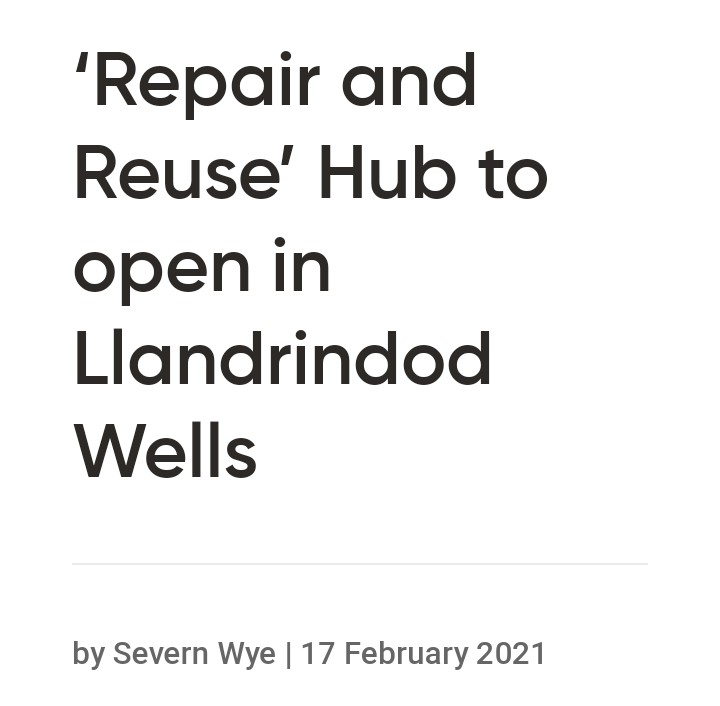 ‘Repair and
Reuse’ Hub to
open in
Llandrindod
Wells
by Severn Wye | 17 February 2021